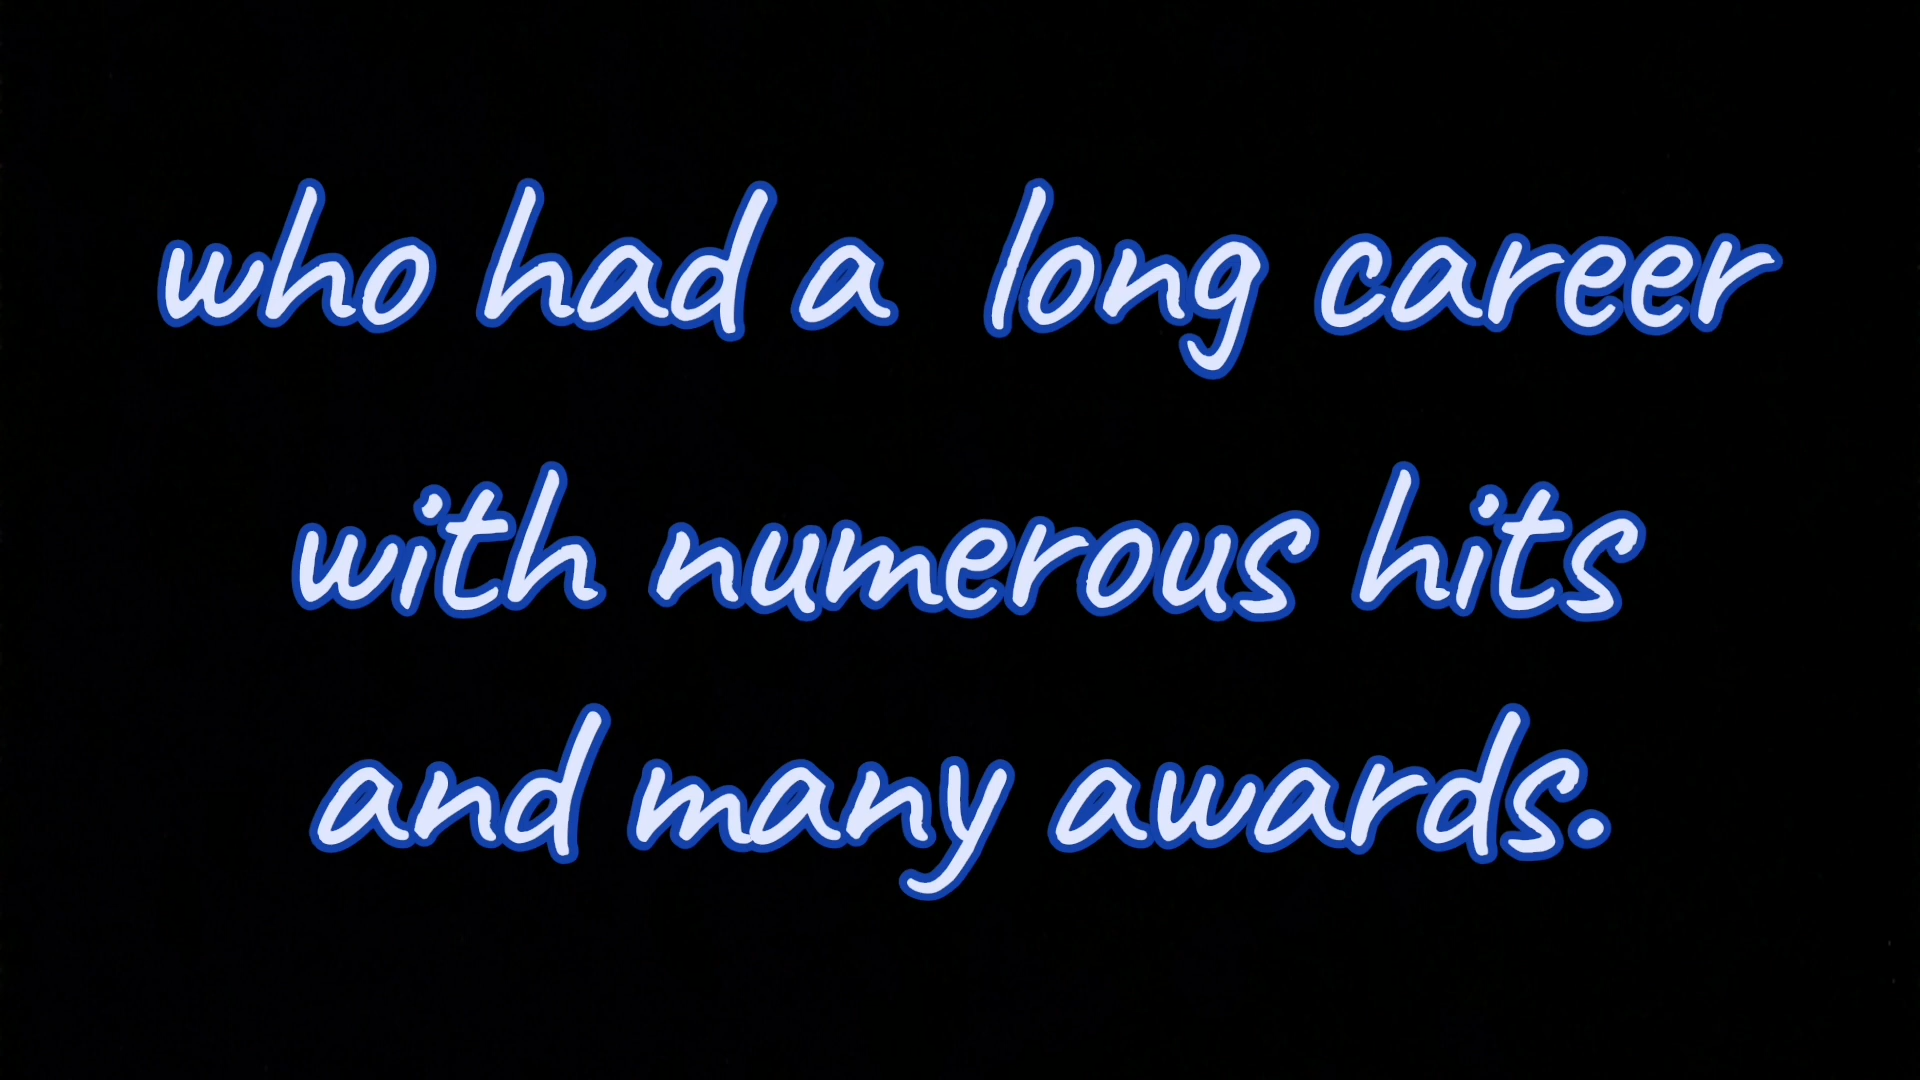 who had a  long career
with numerous hits
and many awards.